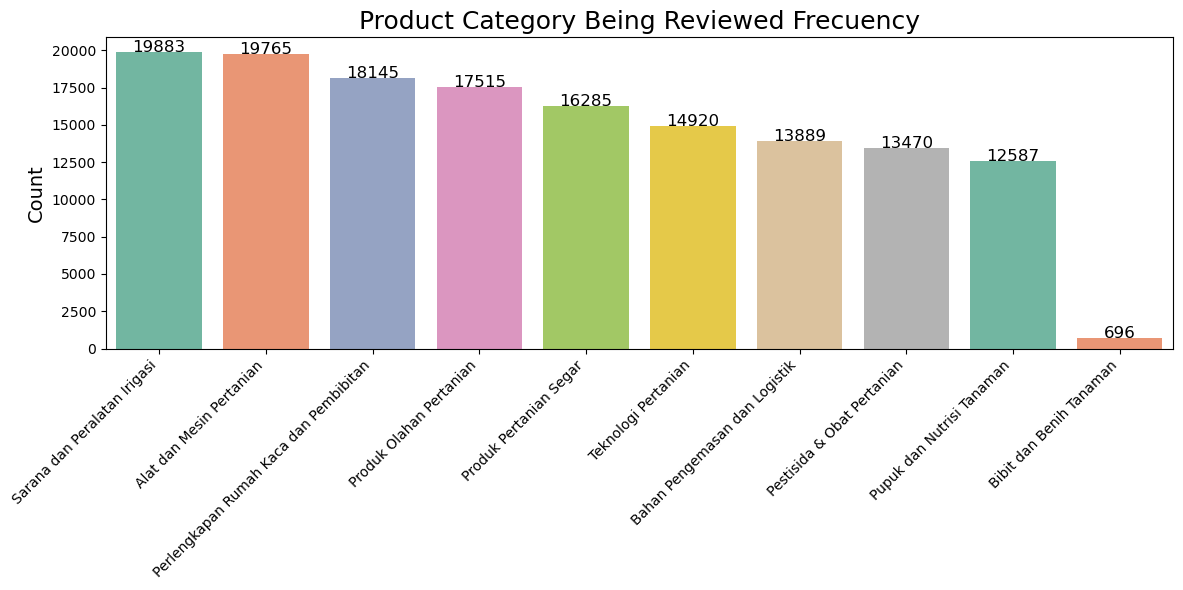 Product Category Being Reviewed Frecuency
Count
20000
17500
15000
12500
10000
7500
5000
2500
0
19883
19765
18145
17515
16285
14920
13889
13470
12587
696
Sarana dan Peralatan Irigasi
Alat dan Mesin Pertanian
Perlengkapan Rumah Kaca dan Pembibitan
Produk Olahan Pertanian
Produk Pertanian Segar
Teknologi Pertanian
Bahan Pengemasan dan Logistik
Pestisida & Obat Pertanian
Pupuk dan Nutrisi Tanaman
Bibit dan Benih Tanaman